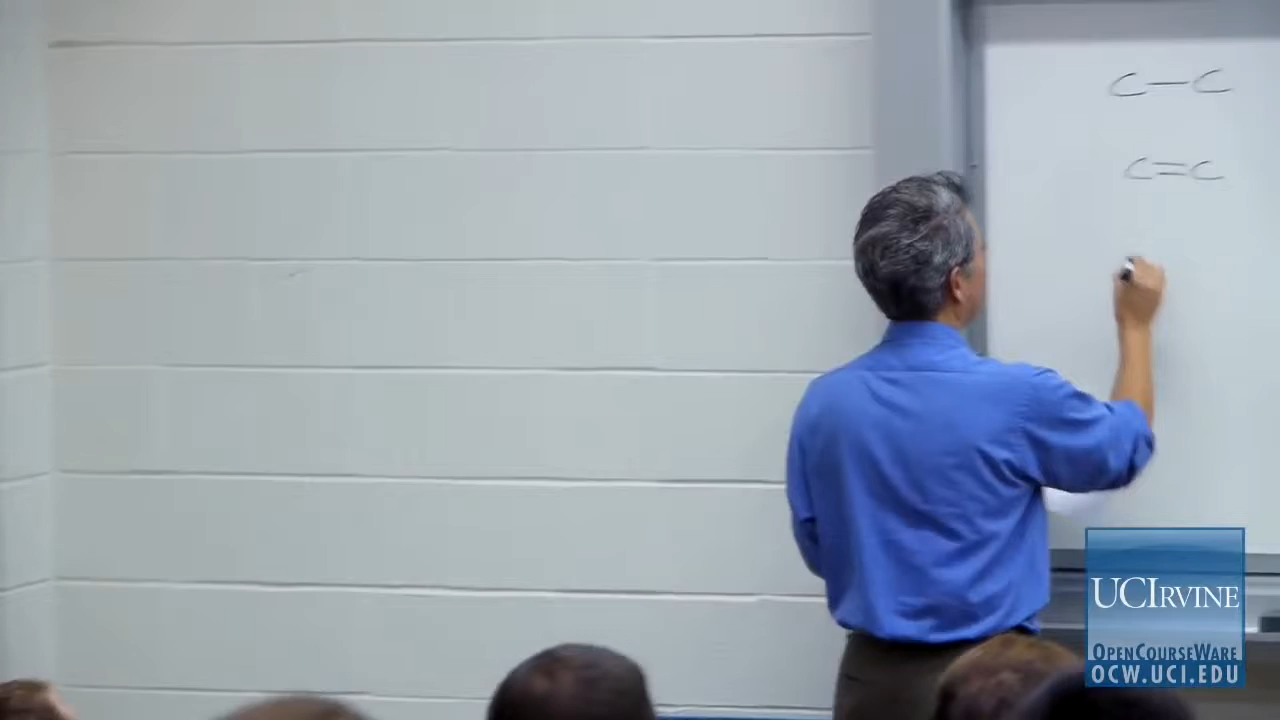 C—C
C=C
UCIRVINE
OPENCOURSEWARE
OCW.UCI.EDU